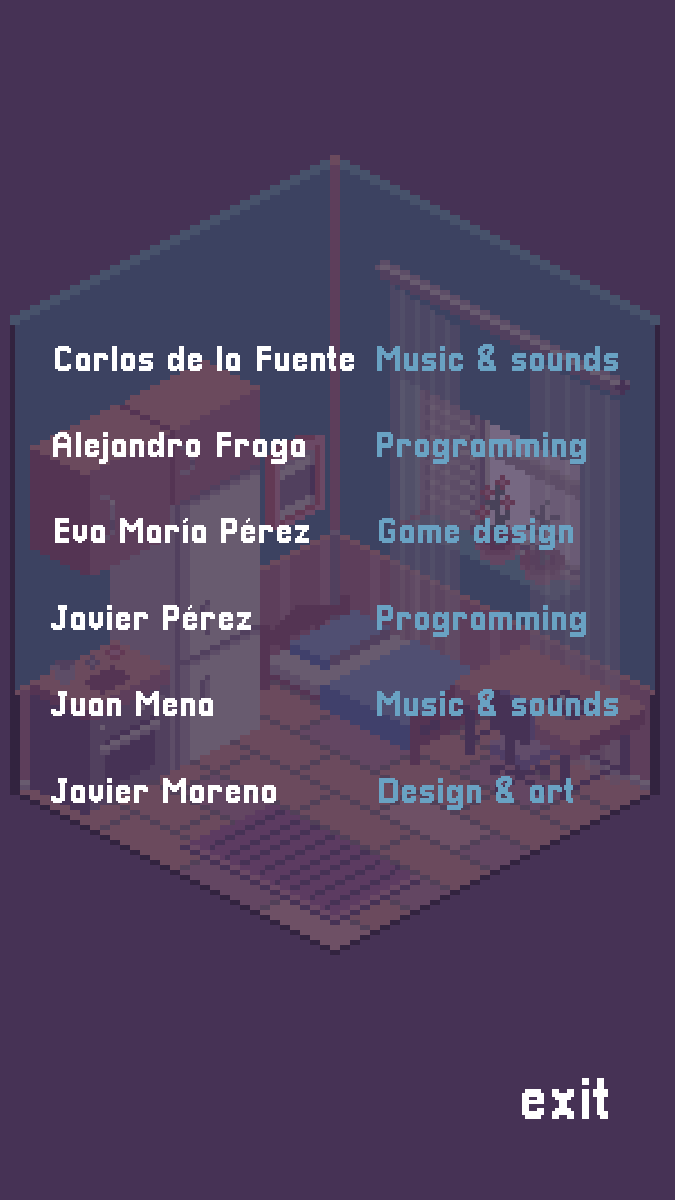 Carlos de la Fuente Music & sounds
Alejandro Fraga Programming
Eva María Pérez Game design
Javier Pérez Programming
Juan Mena Music & sounds
Javier Moreno Design & art
exit